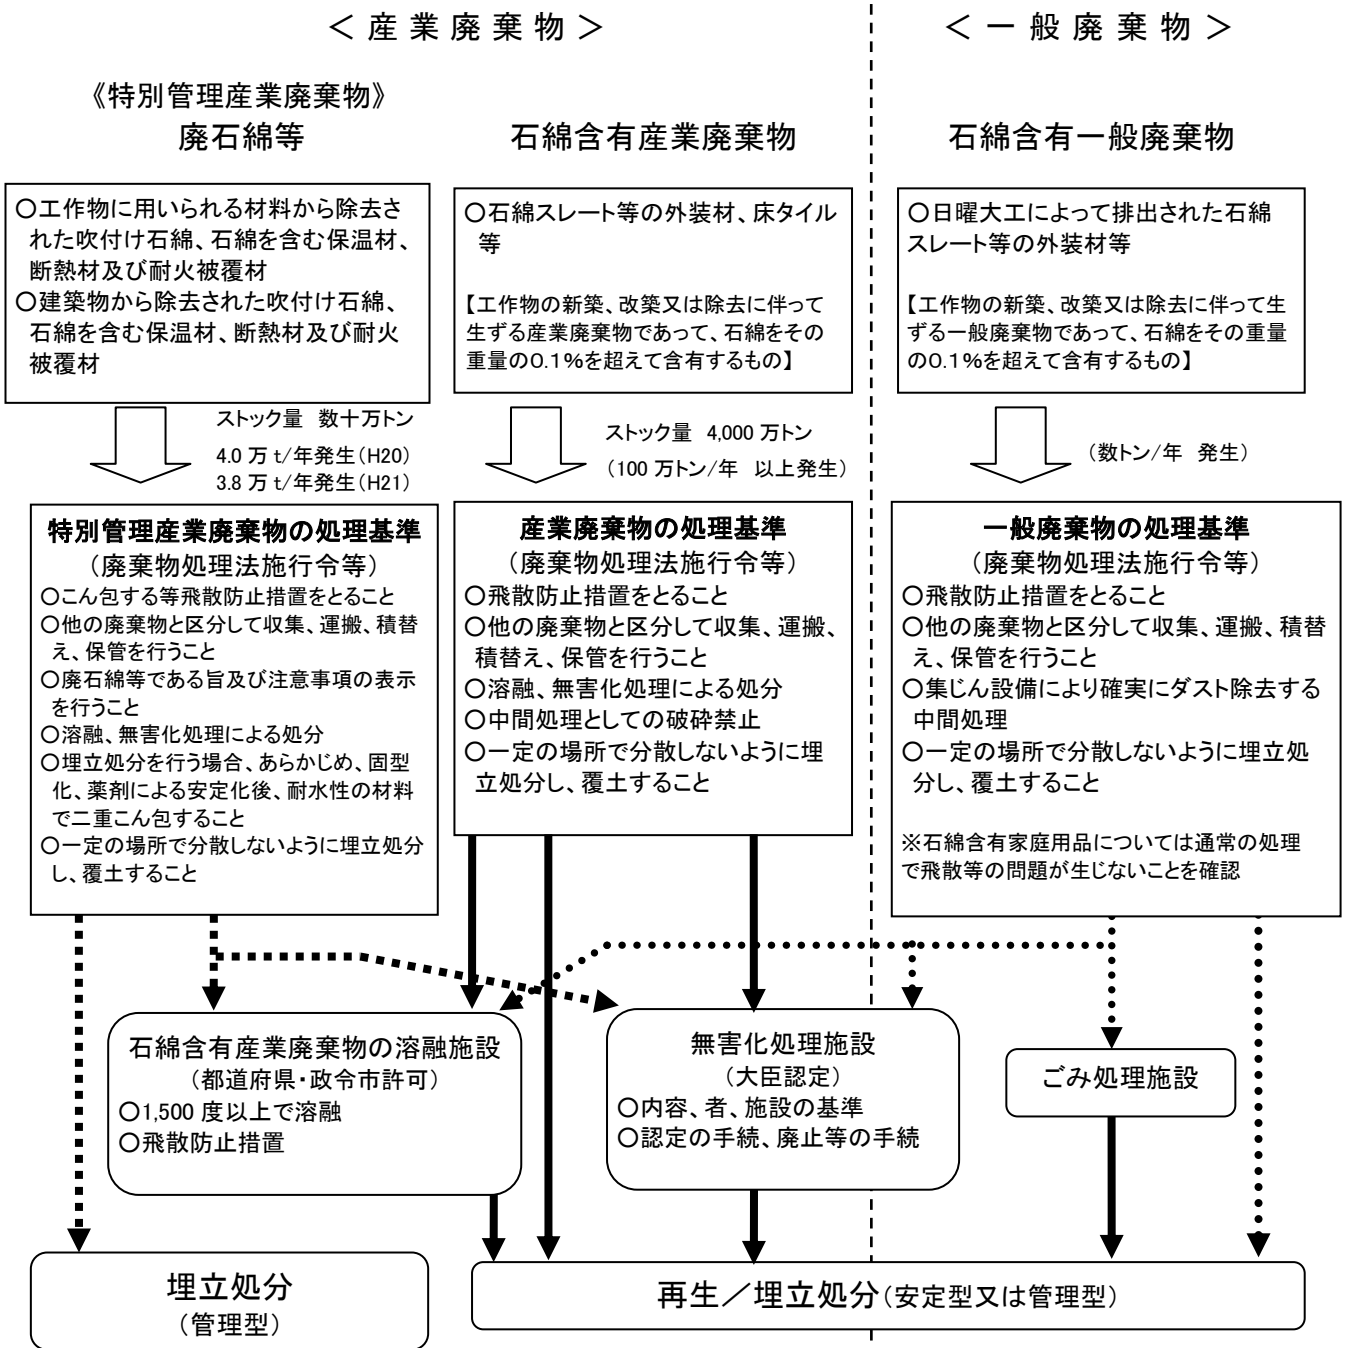 ＜産業廃棄物＞
＜一般廃棄物＞
《特別管理産業廃棄物》
廃石綿等
石綿含有産業廃棄物
石綿含有一般廃棄物
○工作物に用いられる材料から除去さ
れた吹付け石綿、石綿を含む保温材、
断熱材及び耐火被覆材
○建築物から除去された吹付け石綿、
石綿を含む保温材、断熱材及び耐火
被覆材
○石綿スレート等の外装材、床タイル
等
【工作物の新築、改築又は除去に伴って
生ずる産業廃棄物であって、石綿をその
重量の0.1%を超えて含有するもの】
○日曜大工によって排出された石綿
スレート等の外装材等
【工作物の新築、改築又は除去に伴って生
ずる一般廃棄物であって、石綿をその重量
の0.1%を超えて含有するもの】
ストック量 数十万トン
4.0 万 t/年発生(H20)
3.8 万 t/年発生(H21)
ストック量 4,000 万トン
(100 万トン/年 以上発生)
(数トン/年 発生)
特別管理産業廃棄物の処理基準
(廃棄物処理法施行令等)
○こん包する等飛散防止措置をとること
○他の廃棄物と区分して収集、運搬、積替
え、保管を行うこと
○廃石綿等である旨及び注意事項の表示
を行うこと
○溶融、無害化処理による処分
○埋立処分を行う場合、あらかじめ、固型
化、薬剤による安定化後、耐水性の材料
で二重こん包すること
○一定の場所で分散しないように埋立処分
し、覆土すること
産業廃棄物の処理基準
(廃棄物処理法施行令等)
○飛散防止措置をとること
○他の廃棄物と区分して収集、運搬、
積替え、保管を行うこと
○溶融、無害化処理による処分
○中間処理としての破砕禁止
○一定の場所で分散しないように埋
立処分し、覆土すること
一般廃棄物の処理基準
(廃棄物処理法施行令等)
○飛散防止措置をとること
○他の廃棄物と区分して収集、運搬、積替
え、保管を行うこと
○集じん設備により確実にダスト除去する
中間処理
○一定の場所で分散しないように埋立処
分し、覆土すること
※石綿含有家庭用品については通常の処理
で飛散等の問題が生じないことを確認
石綿含有産業廃棄物の溶融施設
(都道府県・政令市許可)
○1,500 度以上で溶融
○飛散防止措置
無害化処理施設
(大臣認定)
○内容、者、施設の基準
○認定の手続、廃止等の手続
ごみ処理施設
埋立処分
(管理型)
再生／埋立処分(安定型又は管理型)